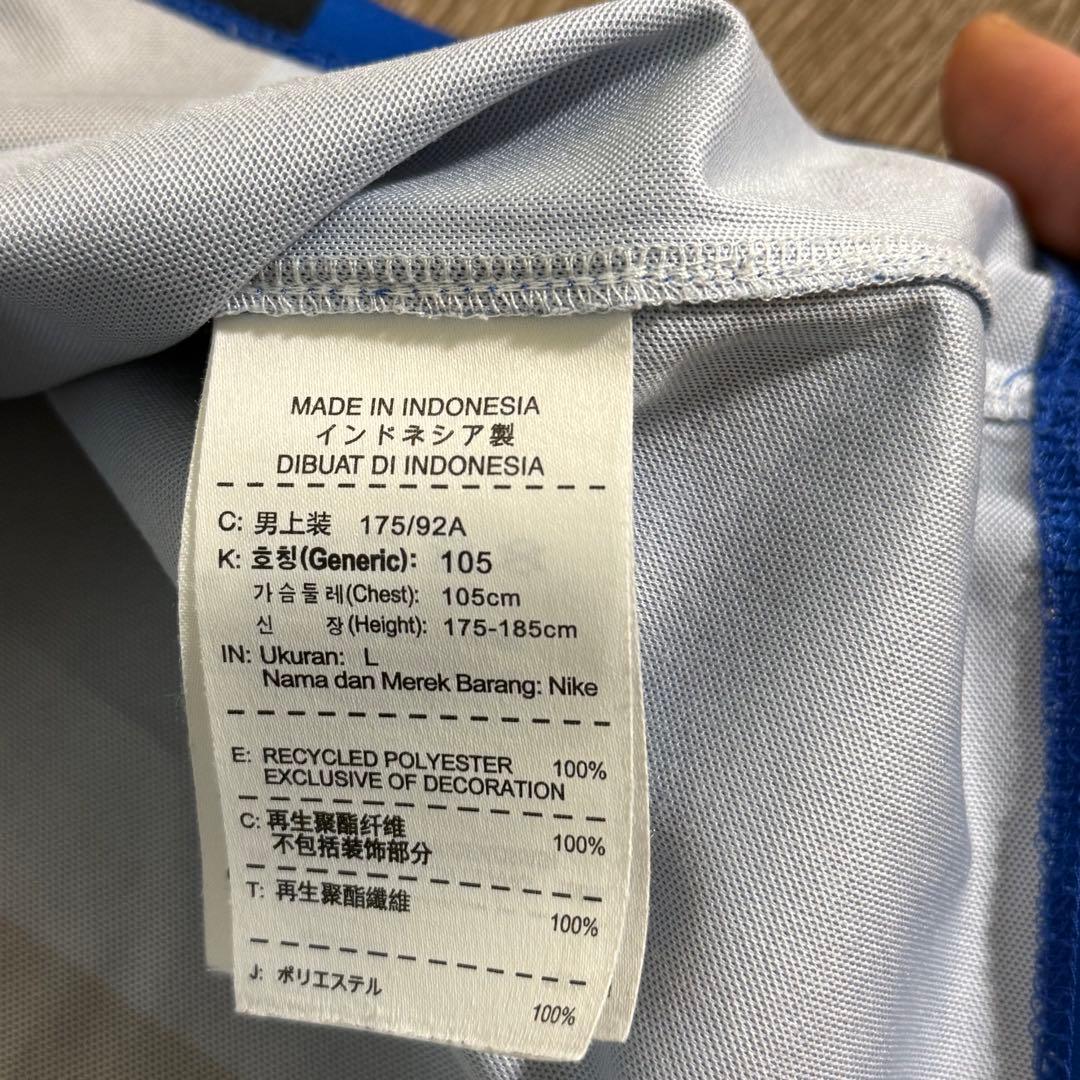 MADE IN INDONESIA
インドネシア製
DIBUAT DI INDONESIA
C: 男上装 175/92A
K: 호칭(Generic): 105
가슴둘레(Chest): 105cm
신 장(Height): 175-185cm
IN: Ukuran: L
Nama dan Merek Barang: Nike
E: RECYCLED POLYESTER 100%
EXCLUSIVE OF DECORATION
C: 再生聚酯纤维 100%
不包括装饰部分
T: 再生聚酯纖維 100%
J: ポリエステル 100%